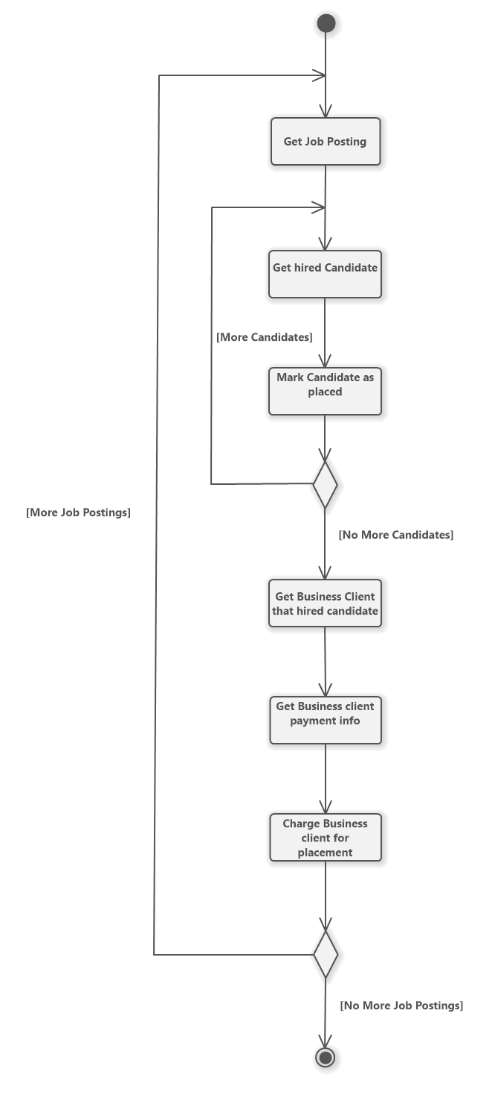 Get Job Posting
Get hired Candidate
[More Candidates]
Mark Candidate as
placed
[More Job Postings]
[No More Candidates]
Get Business Client
that hired candidate
Get Business client
payment info
Charge Business
client for
placement
[No More Job Postings]